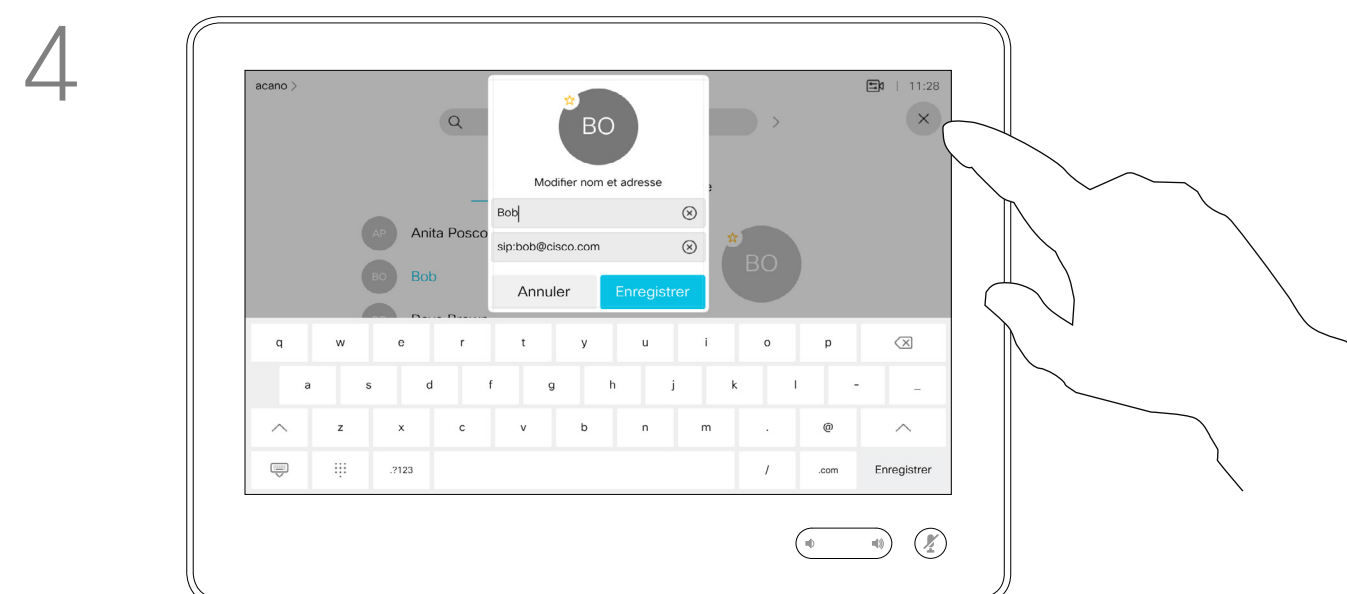 4
acano >
11:28
BO
Modifier nom et adresse
Bob
sip:bob@cisco.com
Annuler Enregistrer
AP Anita Posco
BO Bob
BO
q w e r t y u i o p
a s d f g h j k l - _
z x c v b n m . @
.?123 / .com Enregistrer